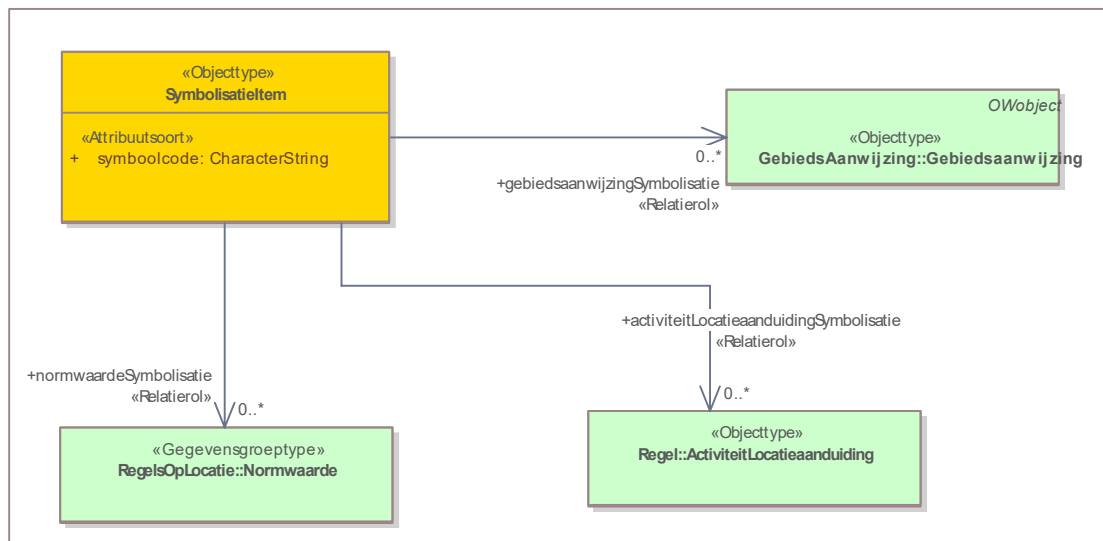 «Objecttype»
SymbolisatieItem
«Attribuutsoort»
+ symboolcode: CharacterString
OWobject
«Objecttype»
GebiedsAanwijzing::Gebiedsaanwijzing
0..*
+gebiedsaanwijzingSymbolisatie
«Relatierol»
+activiteitLocatieaanduidingSymbolisatie
«Relatierol»
+normwaardeSymbolisatie
«Relatierol»
0..*
0..*
«Gegevensgroeptype»
RegelsOpLocatie::Normwaarde
«Objecttype»
Regel::ActiviteitLocatieaanduiding